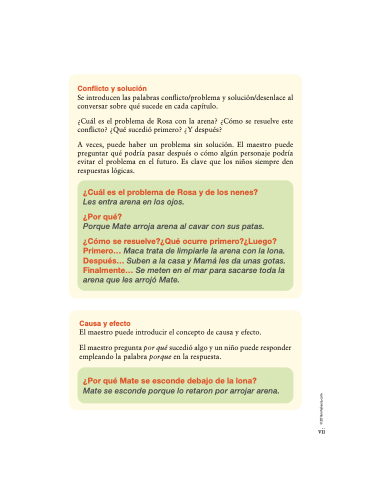 Conflicto y solución
Se introducen las palabras conflicto/problema y solución/desenlace al
conversar sobre qué sucede en cada capítulo.
¿Cuál es el problema de Rosa con la arena? ¿Cómo se resuelve este
conflicto? ¿Qué sucedió primero? ¿Y después?
A veces, puede haber un problema sin solución. El maestro puede
preguntar qué podría pasar después o cómo algún personaje podría
evitar el problema en el futuro. Es clave que los niños siempre den
respuestas lógicas.
¿Cuál es el problema de Rosa y de los nenes?
Les entra arena en los ojos.
¿Por qué?
Porque Mate arroja arena al cavar con sus patas.
¿Cómo se resuelve?¿Qué ocurre primero?¿Luego?
Primero… Maca trata de limpiarle la arena con la lona.
Después… Suben a la casa y Mamá les da unas gotas.
Finalmente… Se meten en el mar para sacarse toda la
arena que les arrojó Mate.
Causa y efecto
El maestro puede introducir el concepto de causa y efecto.
El maestro pregunta por qué sucedió algo y un niño puede responder
empleando la palabra porque en la respuesta.
¿Por qué Mate se esconde debajo de la lona?
Mate se esconde porque lo retaron por arrojar arena.
vii